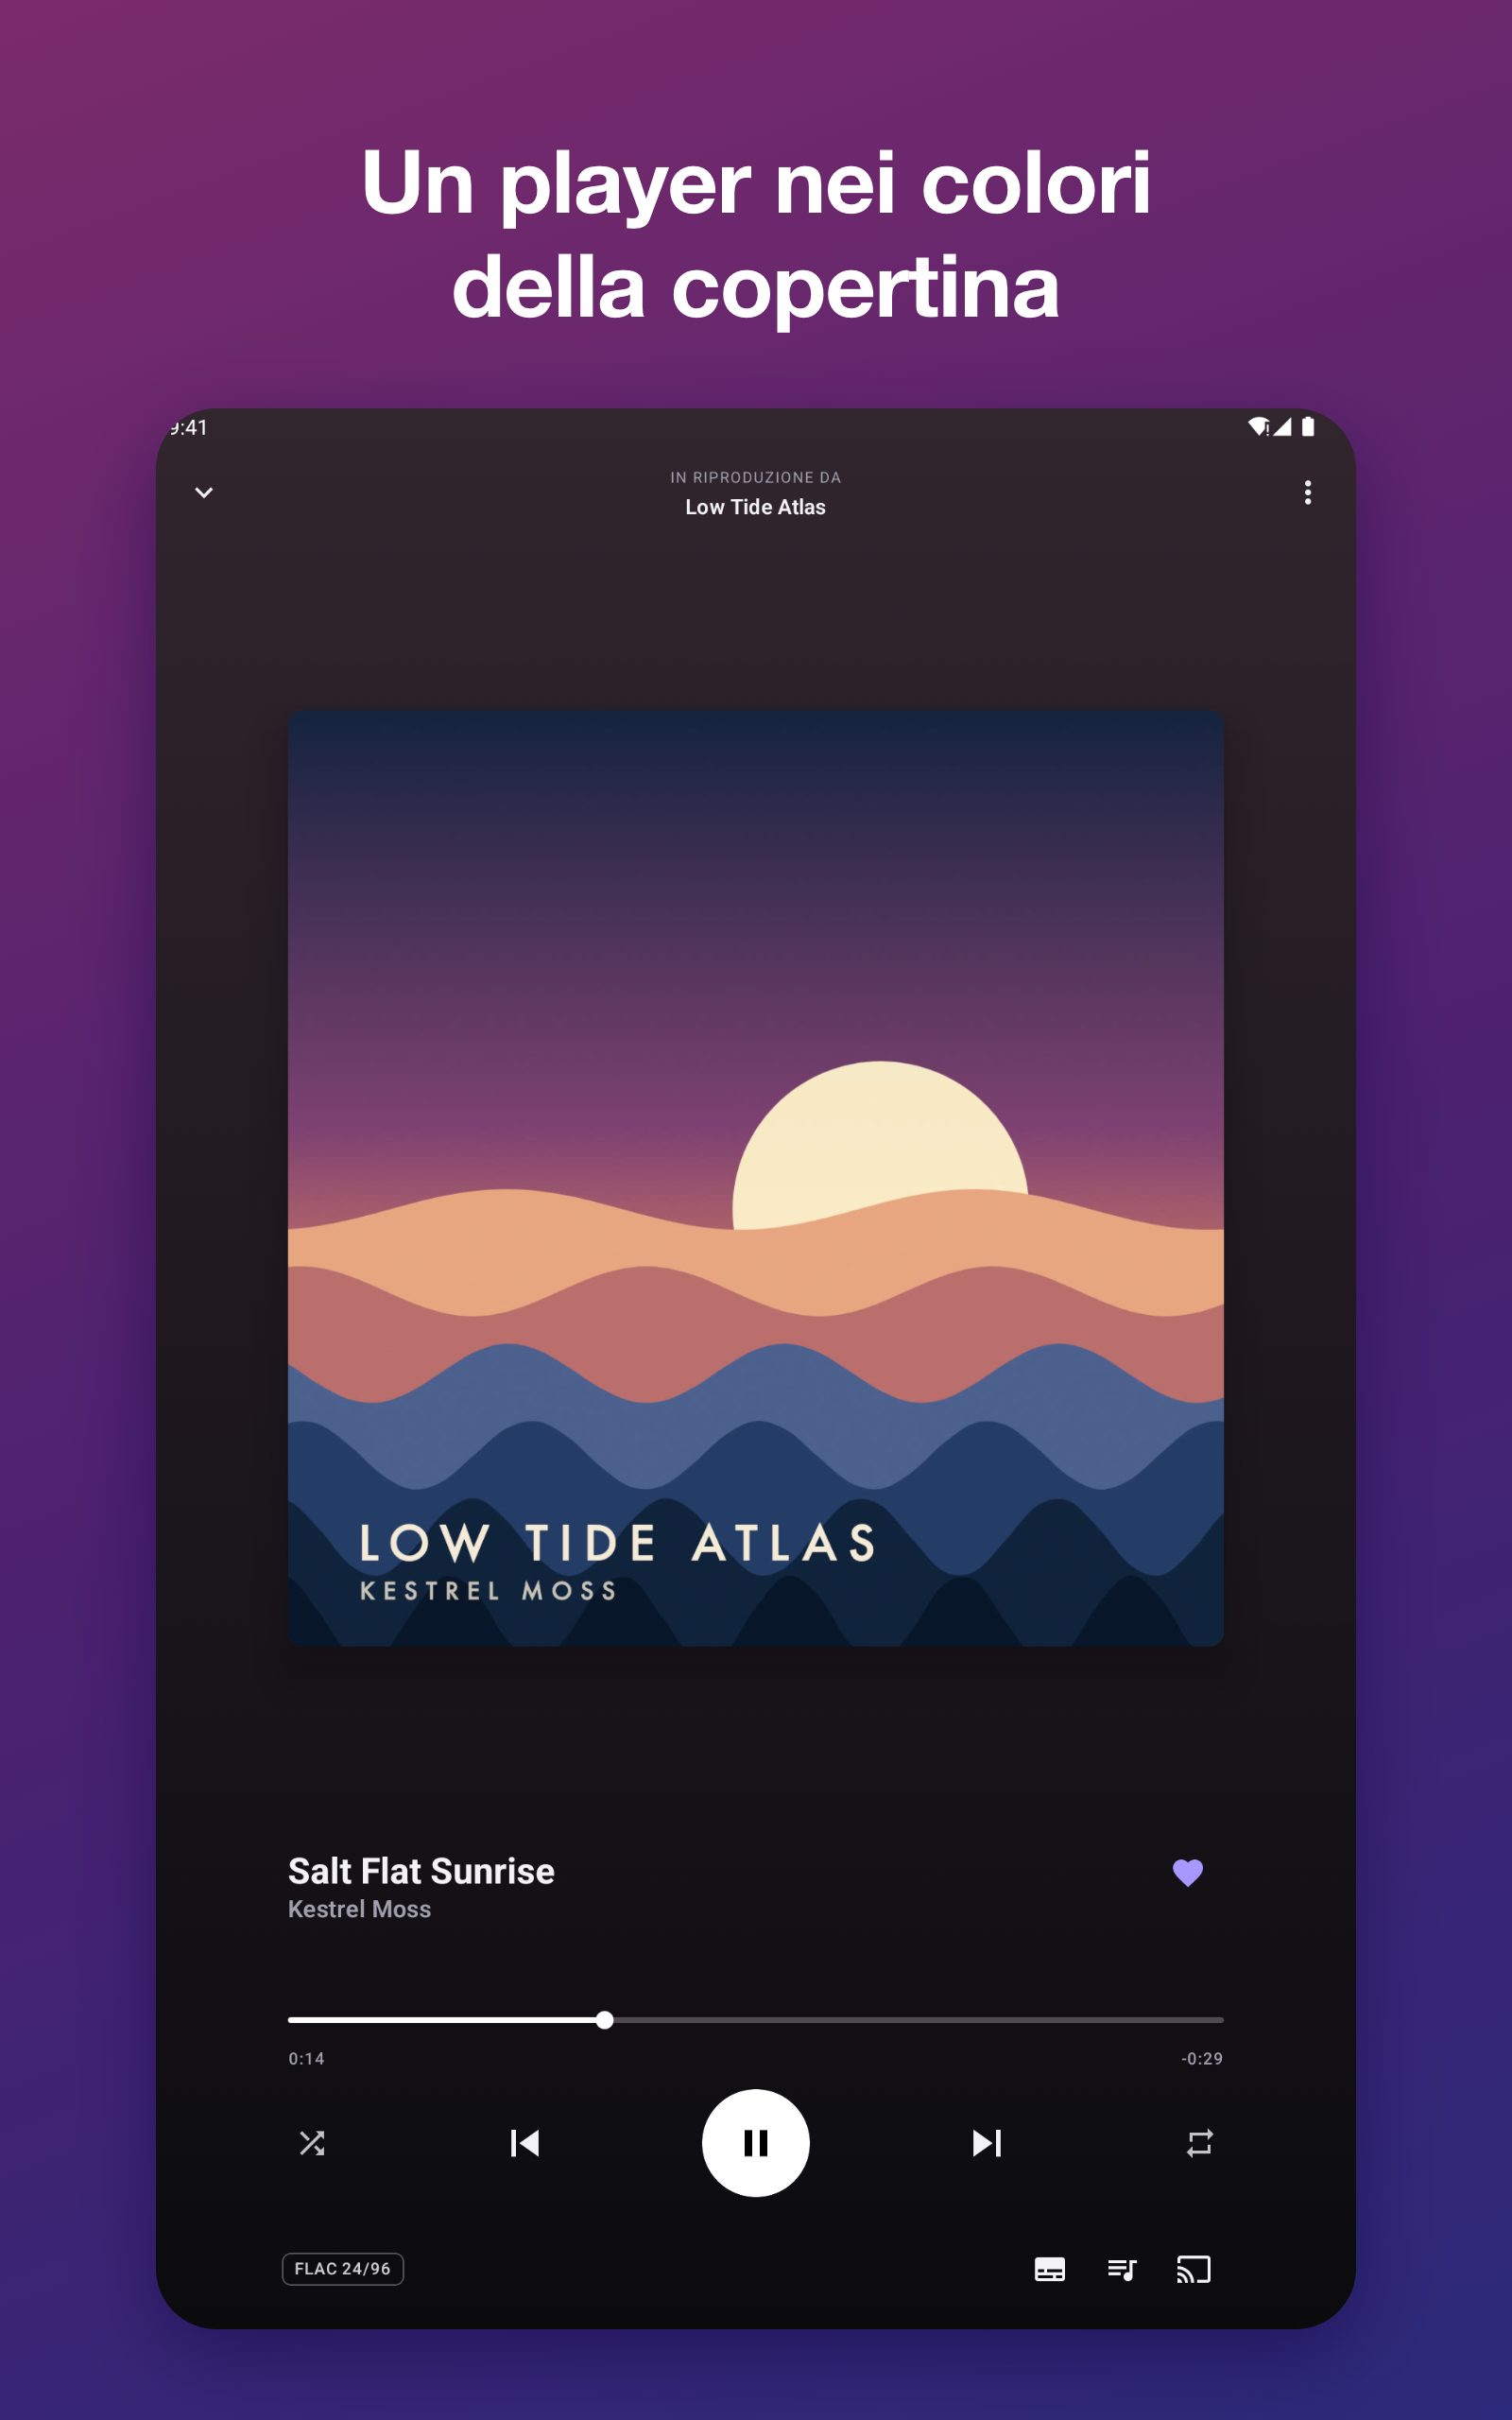 Un player nei colori
della copertina
9:41
IN RIPRODUZIONE DA
Low Tide Atlas
LOW TIDE ATLAS
KESTREL MOSS
Salt Flat Sunrise
Kestrel Moss
0:14
-0:29
FLAC 24/96